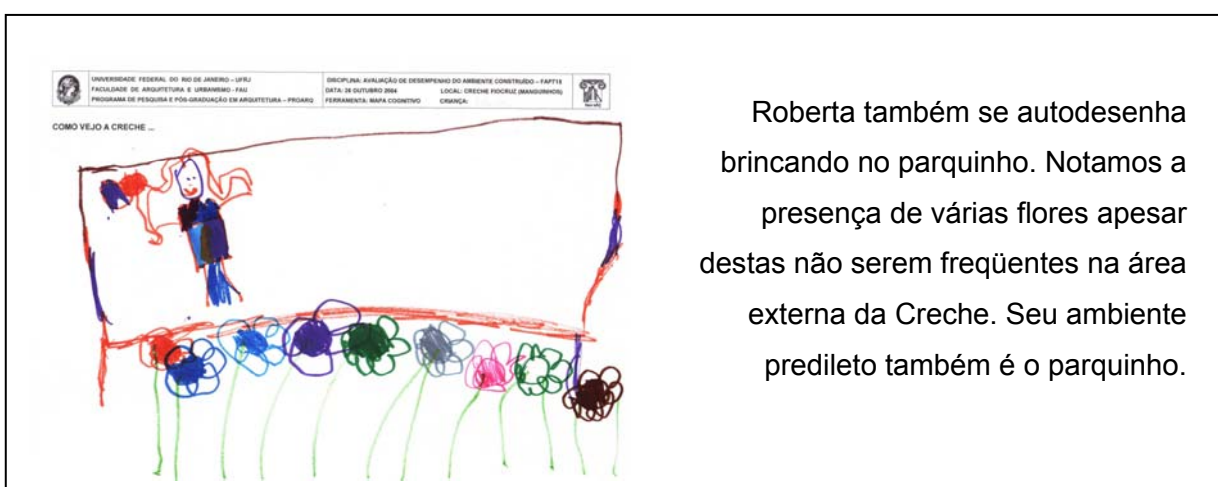 UNIVERSIDADE FEDERAL DO RIO DE JANEIRO – UFRJ
FACULDADE DE ARQUITETURA E URBANISMO - FAU
PROGRAMA DE PESQUISA E PÓS-GRADUAÇÃO EM ARQUITETURA – PROARQ
DISCIPLINA: AVALIAÇÃO DE DESEMPENHO DO AMBIENTE CONSTRUÍDO – FAP715
DATA: 26 OUTUBRO 2004 LOCAL: CRECHE FIOCRUZ (MANGUINHOS)
FERRAMENTA: MAPA COGNITIVO CRIANÇA:
COMO VEJO A CRECHE ...
Roberta também se autodesenha
brincando no parquinho. Notamos a
presença de várias flores apesar
destas não serem freqüentes na área
externa da Creche. Seu ambiente
predileto também é o parquinho.